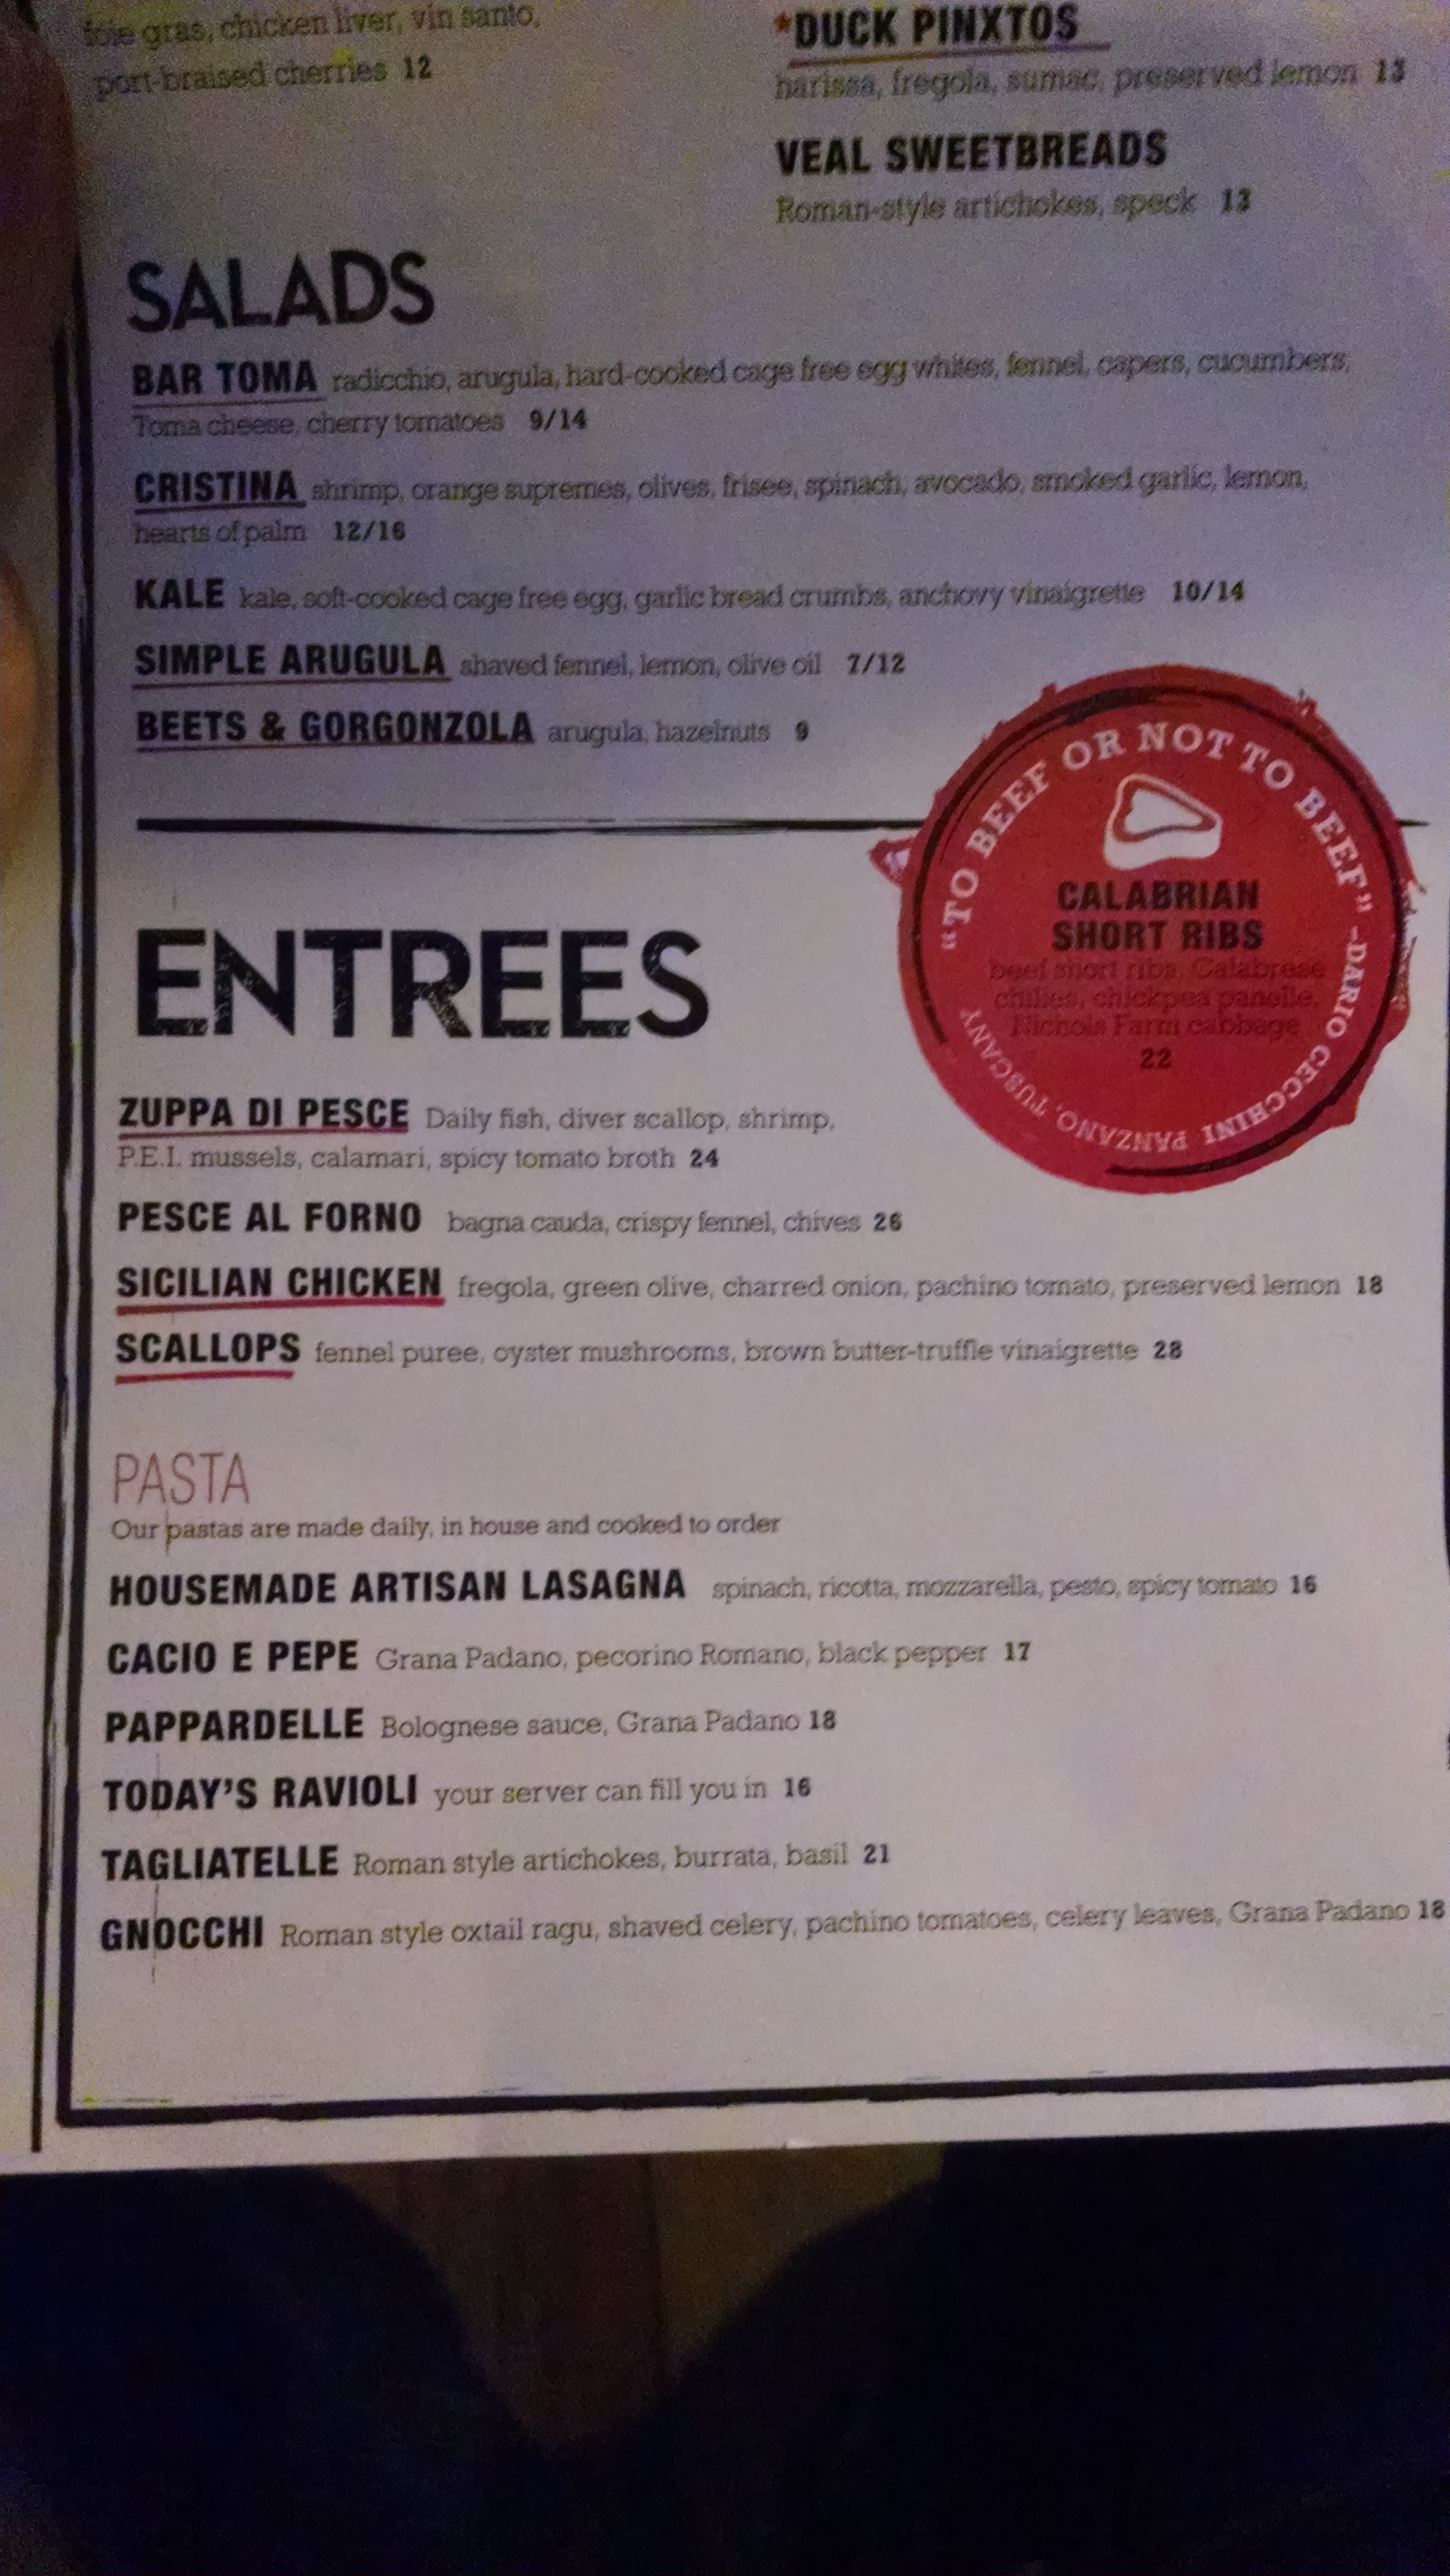 foie gras, chicken liver, vin santo,
port-braised cherries 12
*DUCK PINXTOS
harissa, fregola, sumac, preserved lemon 13
VEAL SWEETBREADS
Roman-style artichokes, speck 13
SALADS
BAR TOMA radicchio, arugula, hard-cooked cage free egg whites, fennel, capers, cucumbers,
Toma cheese, cherry tomatoes 9/14
CRISTINA shrimp, orange supremes, olives, frisee, spinach, avocado, smoked garlic, lemon,
hearts of palm 12/16
KALE kale, soft-cooked cage free egg, garlic bread crumbs, anchovy vinaigrette 10/14
SIMPLE ARUGULA shaved fennel, lemon, olive oil 7/12
BEETS & GORGONZOLA arugula, hazelnuts 9
"TO BEEF OR NOT TO BEEF" -DARIO CECCHINI PANZANO, TUSCANY
CALABRIAN
SHORT RIBS
beef short ribs, Calabrese
chilies, chickpea panelle,
Nichols Farm cabbage
22
ENTREES
ZUPPA DI PESCE Daily fish, diver scallop, shrimp,
P.E.I. mussels, calamari, spicy tomato broth 24
PESCE AL FORNO bagna cauda, crispy fennel, chives 26
SICILIAN CHICKEN fregola, green olive, charred onion, pachino tomato, preserved lemon 18
SCALLOPS fennel puree, oyster mushrooms, brown butter-truffle vinaigrette 28
PASTA
Our pastas are made daily, in house and cooked to order
HOUSEMADE ARTISAN LASAGNA spinach, ricotta, mozzarella, pesto, spicy tomato 16
CACIO E PEPE Grana Padano, pecorino Romano, black pepper 17
PAPPARDELLE Bolognese sauce, Grana Padano 18
TODAY'S RAVIOLI your server can fill you in 16
TAGLIATELLE Roman style artichokes, burrata, basil 21
GNOCCHI Roman style oxtail ragu, shaved celery, pachino tomatoes, celery leaves, Grana Padano 18